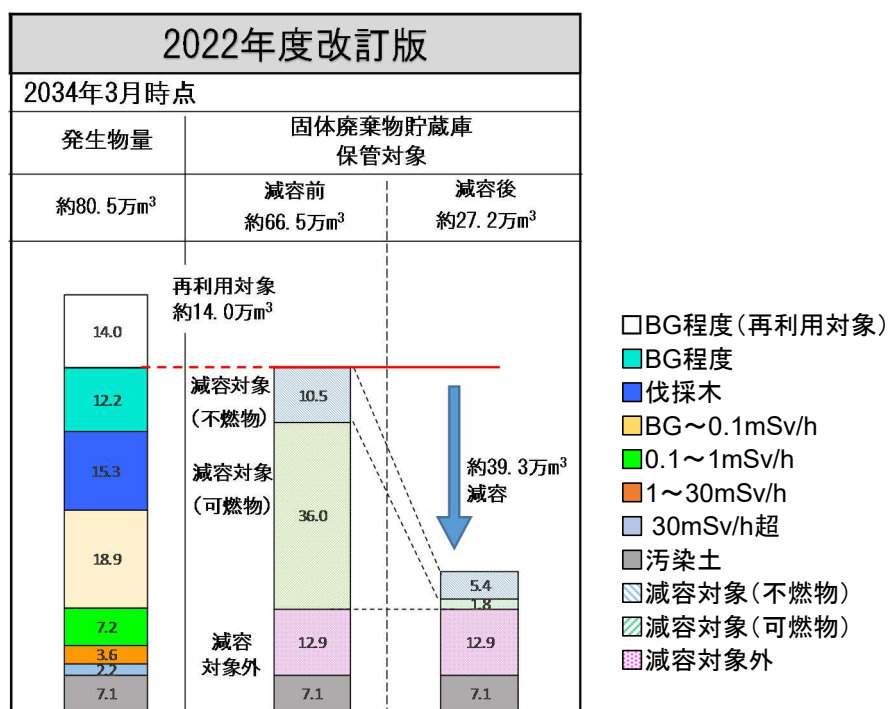 2022年度改訂版
2034年3月時点
発生物量
固体廃棄物貯蔵庫
保管対象
約80.5万m³
減容前
約66.5万m³
減容後
約27.2万m³
再利用対象
約14.0万m³
14.0
12.2
15.3
18.9
7.2
3.6
2.2
7.1
減容対象
(不燃物)
減容対象
(可燃物)
減容
対象外
10.5
36.0
12.9
7.1
約39.3万m³
減容
5.4
1.8
12.9
7.1
BG程度(再利用対象)
BG程度
伐採木
BG～0.1mSv/h
0.1～1mSv/h
1～30mSv/h
30mSv/h超
汚染土
減容対象(不燃物)
減容対象(可燃物)
減容対象外